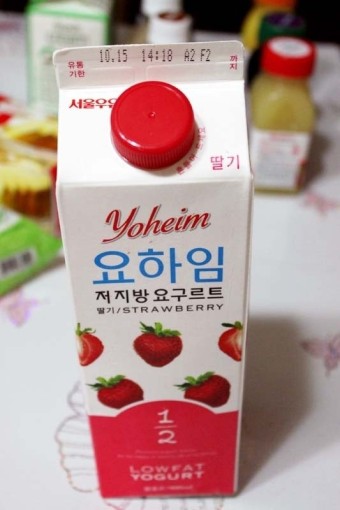 유통
기한
10.15 14:18 A2 F2
까지
서울우유
딸기
Yoheim
요하임
저지방 요구르트
딸기/STRAWBERRY
1
2
LOWFAT
YOGURT